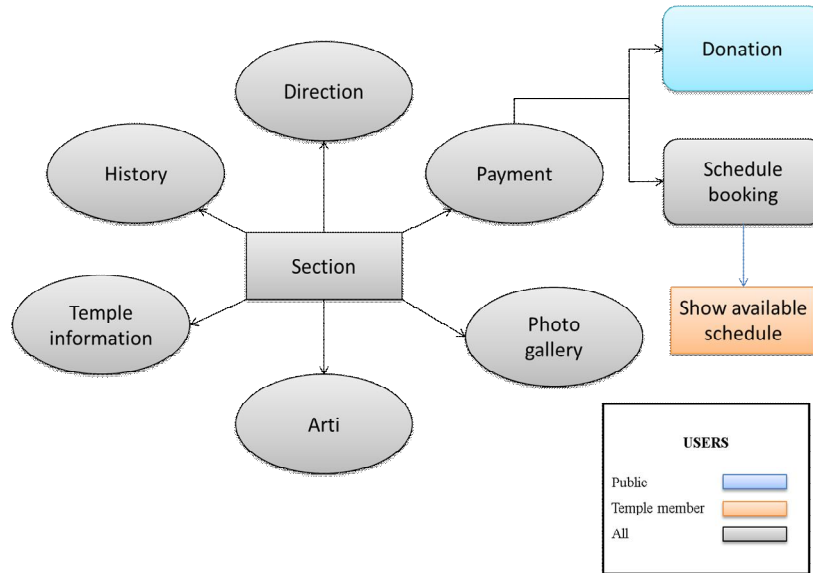 Donation
Direction
History
Payment
Schedule
booking
Section
Temple
information
Photo
gallery
Show available
schedule
Arti
USERS
Public
Temple member
All